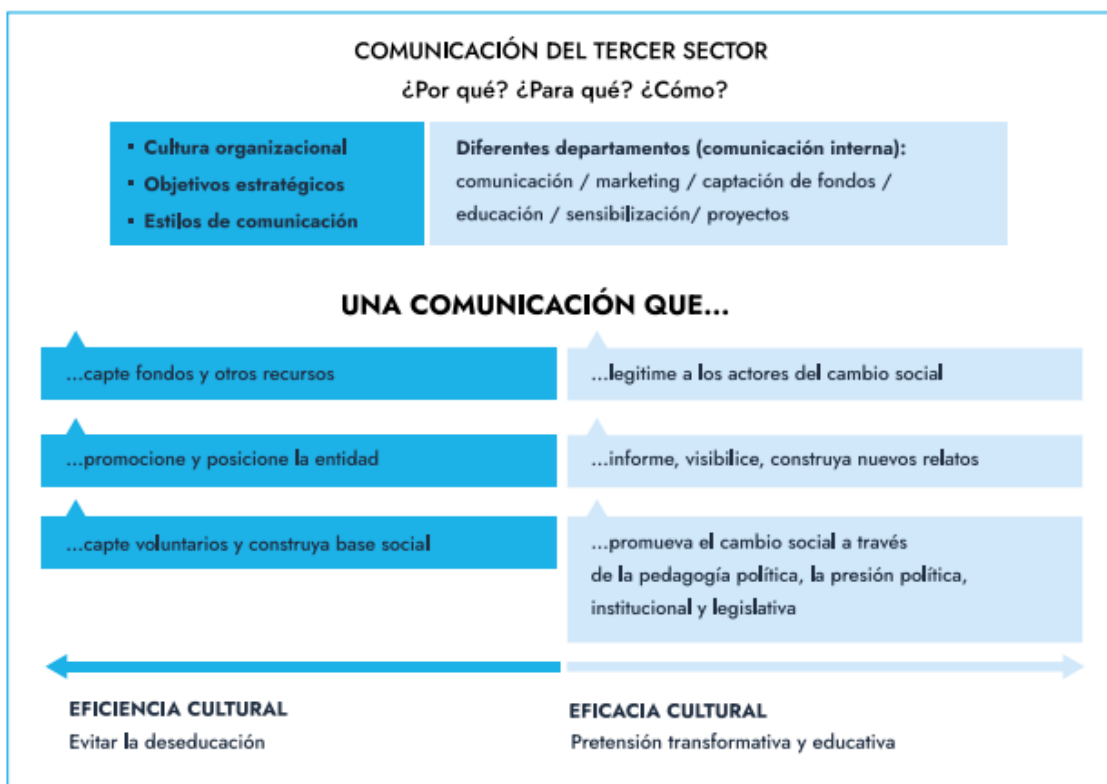 COMUNICACIÓN DEL TERCER SECTOR
¿Por qué? ¿Para qué? ¿Cómo?
▪ Cultura organizacional
▪ Objetivos estratégicos
▪ Estilos de comunicación
Diferentes departamentos (comunicación interna):
comunicación / marketing / captación de fondos /
educación / sensibilización/ proyectos
UNA COMUNICACIÓN QUE...
...capte fondos y otros recursos
...legitime a los actores del cambio social
...promocione y posicione la entidad
...informe, visibilice, construya nuevos relatos
...capte voluntarios y construya base social
...promueva el cambio social a través
de la pedagogía política, la presión política,
institucional y legislativa
EFICIENCIA CULTURAL
Evitar la deseducación
EFICACIA CULTURAL
Pretensión transformativa y educativa